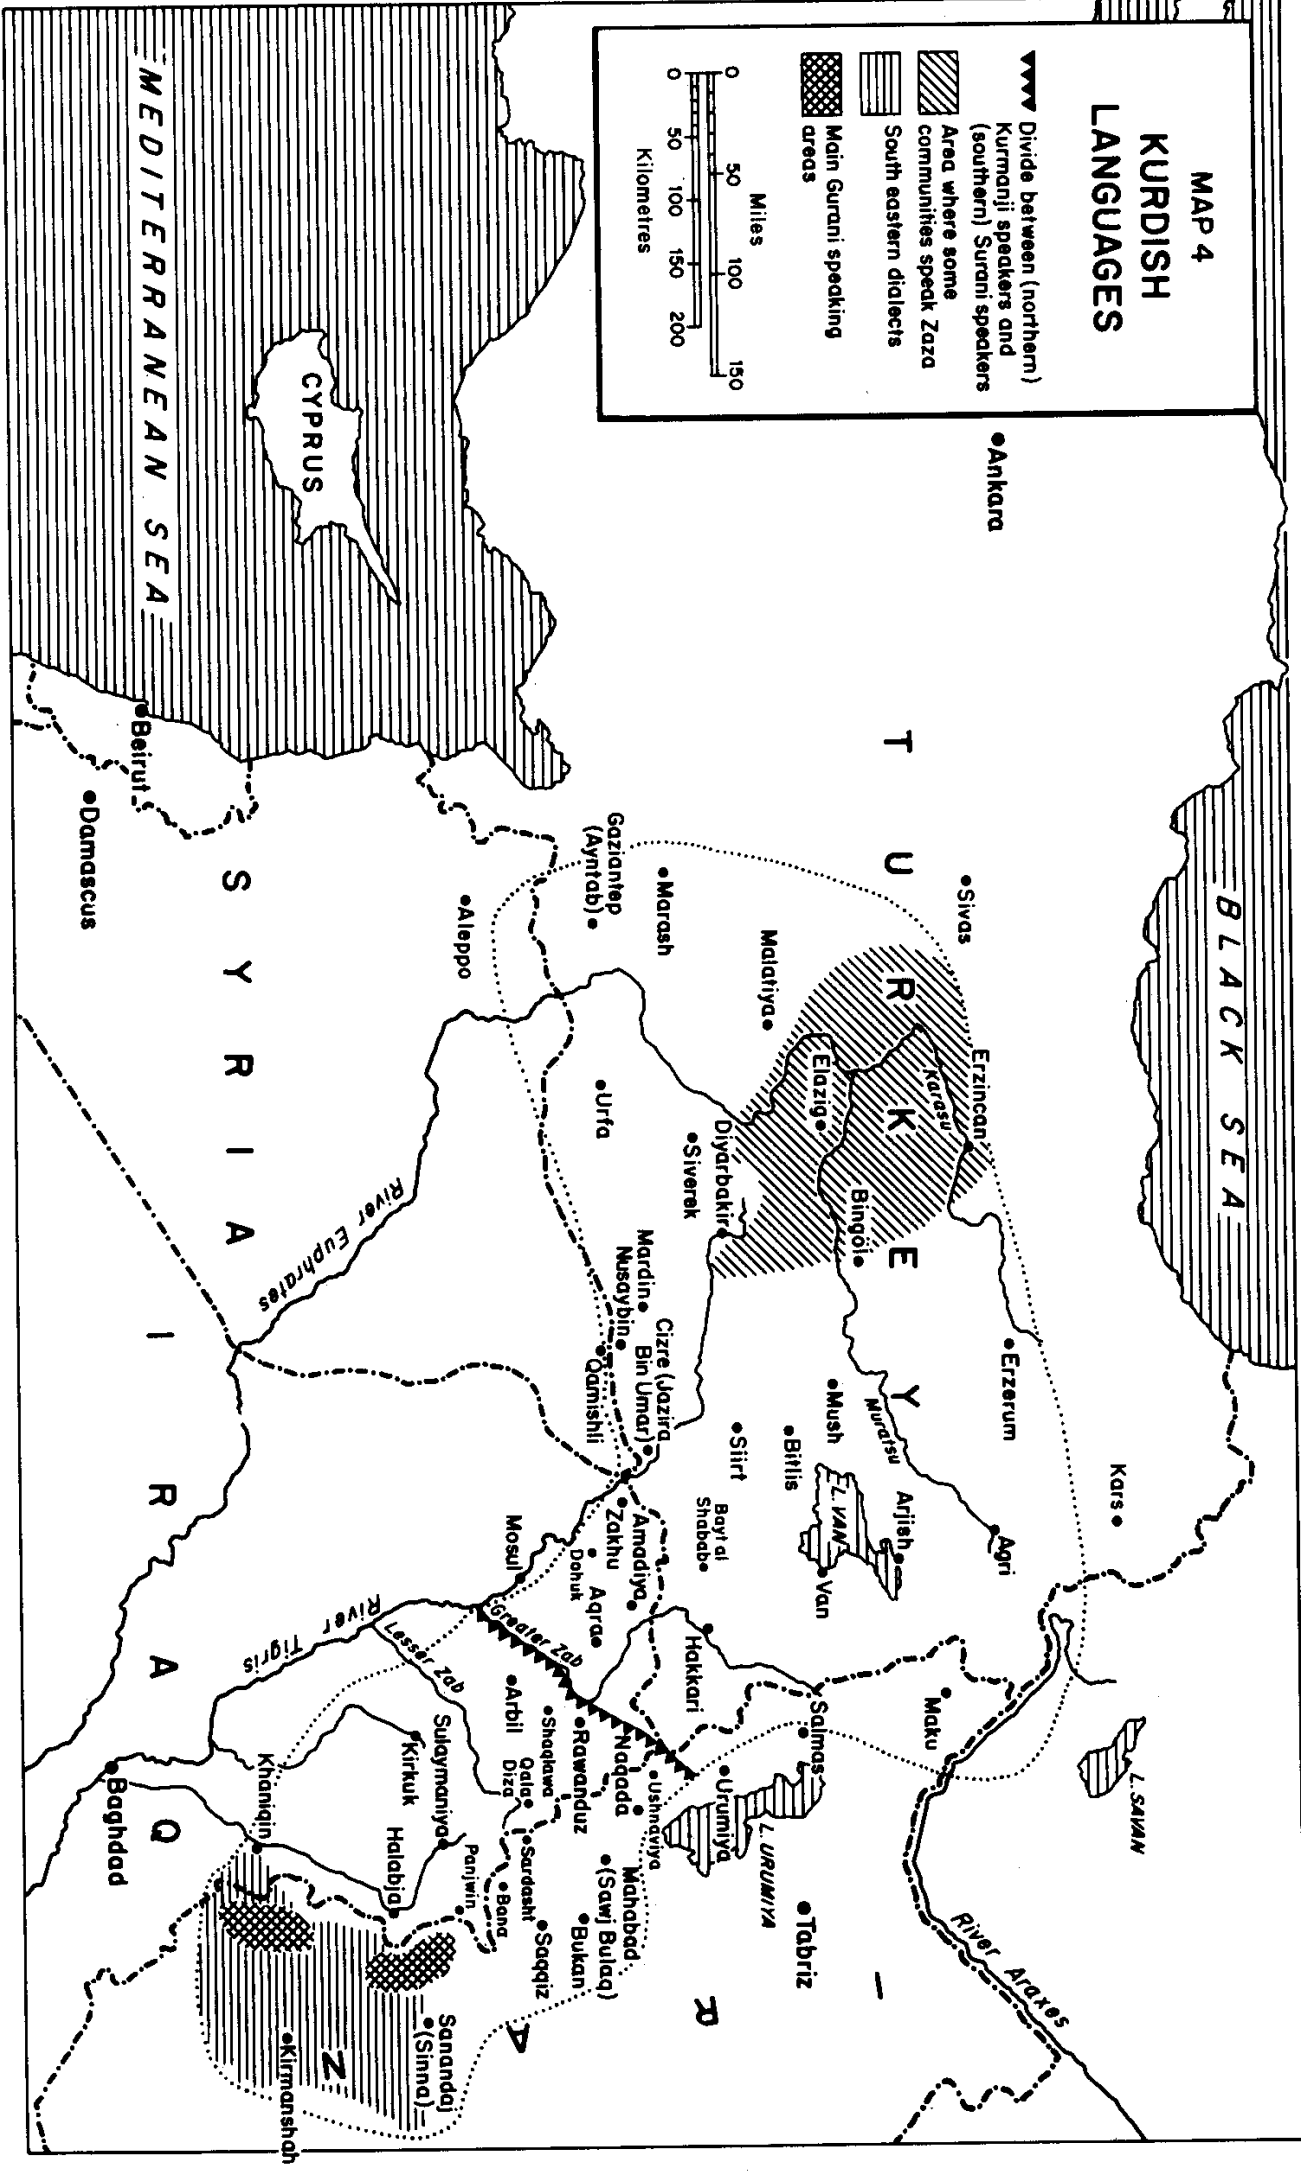 MAP 4
KURDISH
LANGUAGES
Divide between (northern)
Kurmanji speakers and
(southern) Surani speakers
Area where some
communities speak Zaza
South eastern dialects
Main Gurani speaking
areas
Miles
0 50 100 150
0 50 100 150 200
Kilometres
BLACK SEA
MEDITERRANEAN SEA
CYPRUS
TURKEY
SYRIA
IRAQ
IRAN
Ankara
Sivas
Erzincan
Karasu
Erzerum
Kars
Agri
L. SAVAN
Maku
River Araxes
Marash
Malatiya
Elazig
Bingöl
Mush
Muratsu
Arjish
L. VAN
Van
Bitlis
Siirt
Bayt al
Shabab
Hakkari
Salmas
Urumiya
L. URUMIYA
Tabriz
Gaziantep
(Ayntab)
Urfa
Siverek
Diyarbakir
Mardin
Nusaybin
Qamishli
Cizre (Jazira
Bin Umar)
Zakhu
Amadiya
Dohuk
Aqra
Mosul
Greater Zab
Rawanduz
Naqada
Ushnaviya
Mahabad
(Sawj Bulaq)
Bukan
Saqqiz
Sardasht
Bana
Shaqlawa
Qala
Diza
Arbil
Lesser Zab
Sulaymaniya
Kirkuk
Panjwin
Halabja
Sanandaj
(Sinna)
Kirmanshah
Khaniqin
Baghdad
River
Tigris
River Euphrates
Aleppo
Beirut
Damascus